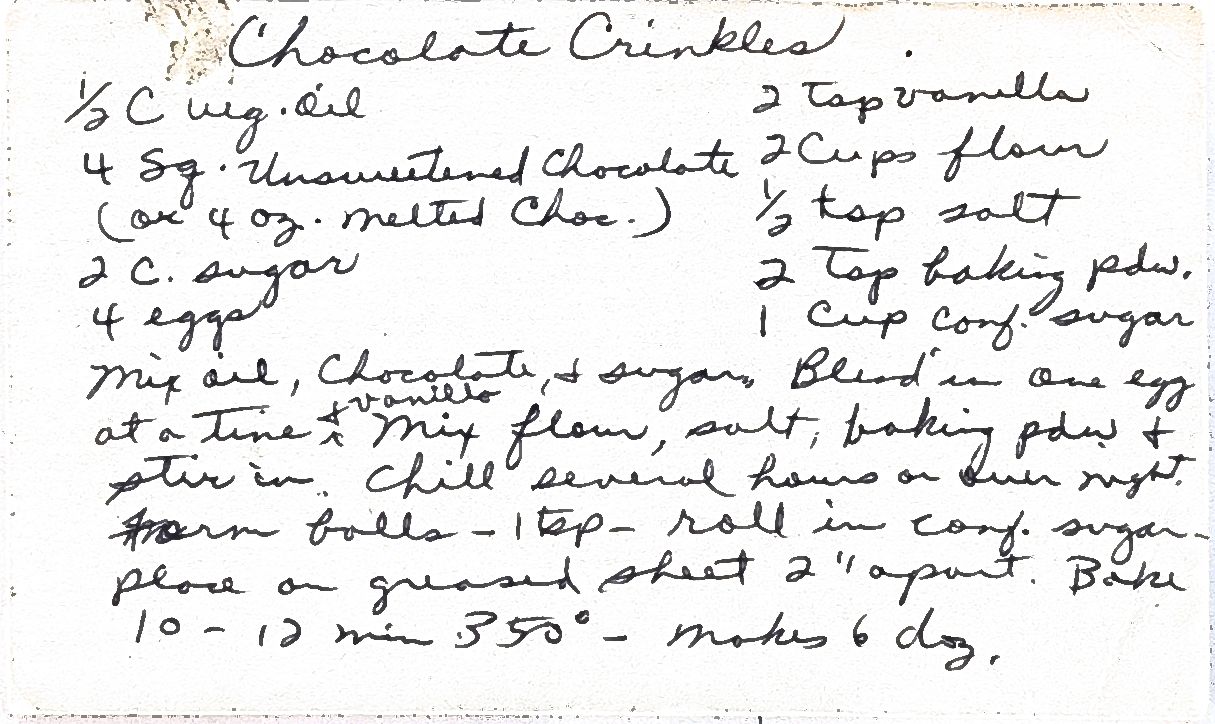 Chocolate Crinkles
½ C veg. Oil
4 Sq. Unsweetened Chocolate
(or 4 oz. melted Choc.)
2 C. sugar
4 eggs
2 Tsp vanilla
2 Cups flour
½ tsp salt
2 Tsp baking pdw.
1 Cup conf. sugar
Mix oil, Chocolate, & sugar. Blend in one egg
at a time & vanilla Mix flour, salt, baking pdw &
stir in. Chill several hours or over night.
Form balls - 1 tsp - roll in conf. sugar -
place on greased sheet 2" apart. Bake
10 - 12 min 350° - makes 6 doz.